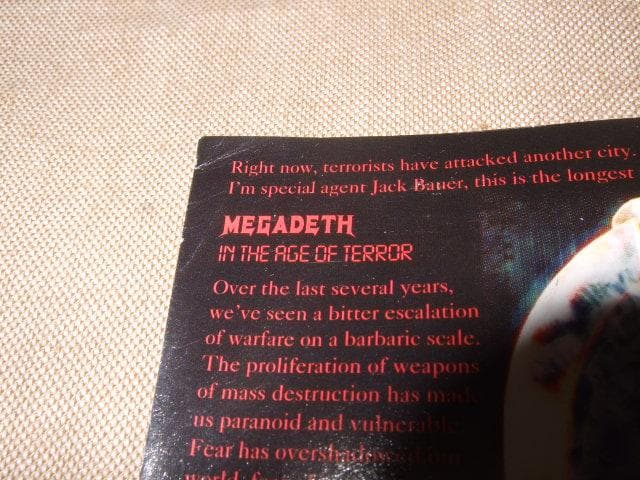 Right now, terrorists have attacked another city.
I'm special agent Jack Bauer, this is the longest
MEGADETH
IN THE AGE OF TERROR
Over the last several years,
we've seen a bitter escalation
of warfare on a barbaric scale.
The proliferation of weapons
of mass destruction has made
us paranoid and vulnerable.
Fear has overshadowed our